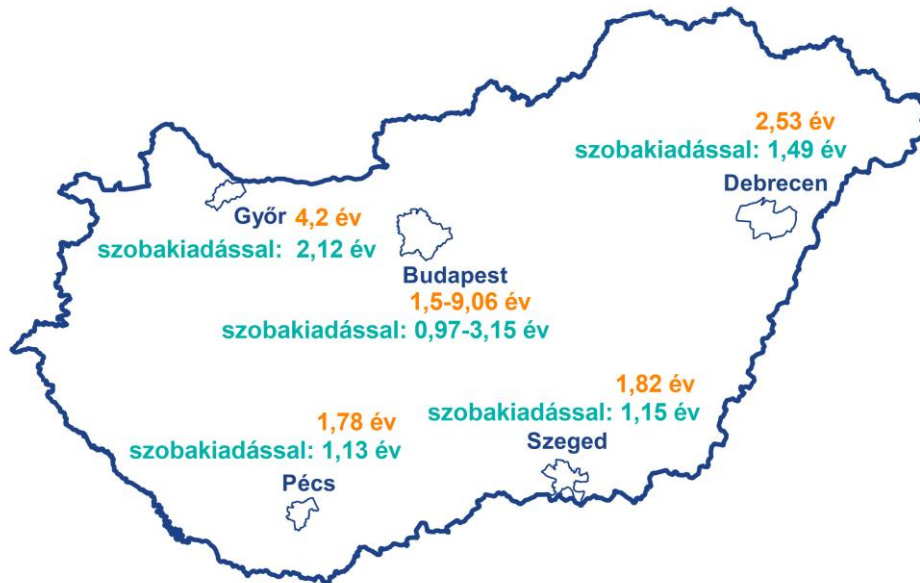 2,53 év
szobakiadással: 1,49 év
Debrecen
Győr 4,2 év
szobakiadással: 2,12 év
Budapest
1,5-9,06 év
szobakiadással: 0,97-3,15 év
1,82 év
szobakiadással: 1,15 év
Szeged
1,78 év
szobakiadással: 1,13 év
Pécs